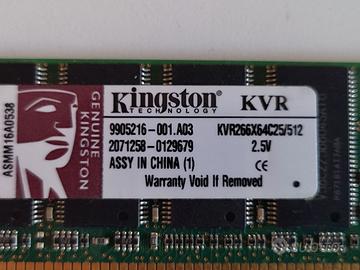 ASMM16A0538
GENUINE
KINGSTON
Kingston KVR
TECHNOLOGY
9905216-001.A03 KVR266X64C25/512
2071258-0129679 2.5V
ASSY IN CHINA (1) CE
Warranty Void If Removed